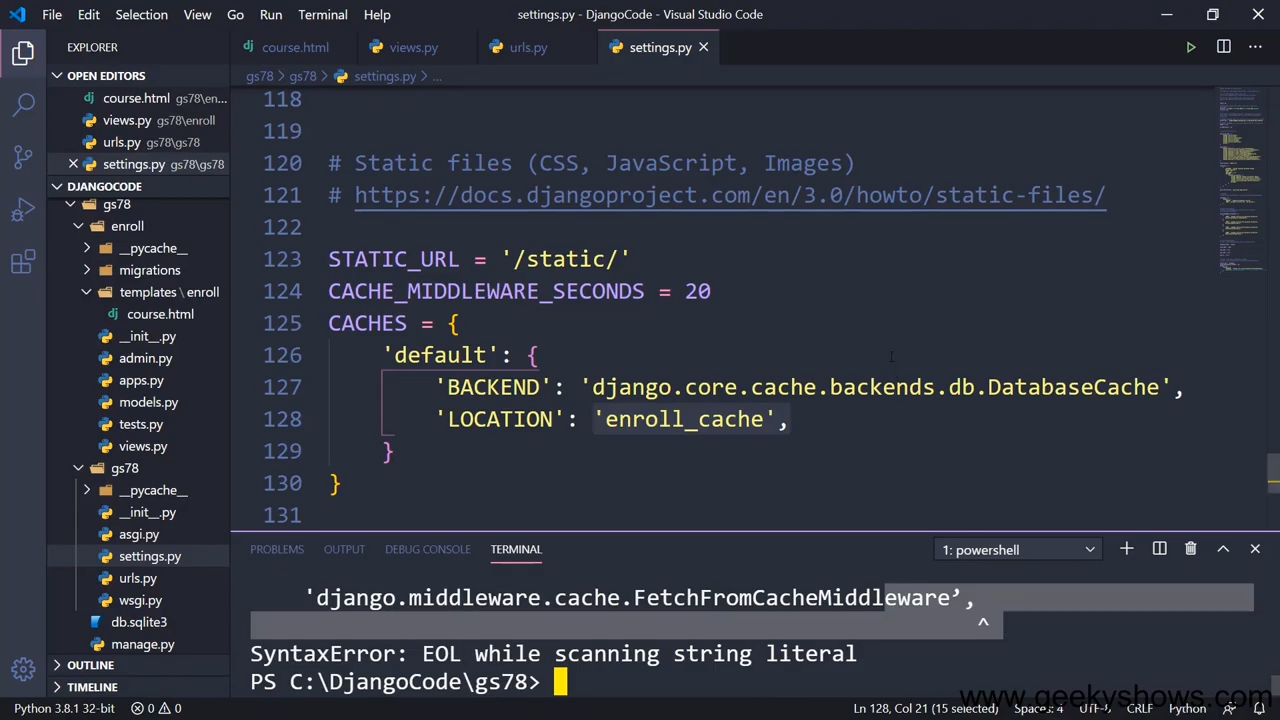 File Edit Selection View Go Run Terminal Help settings.py - DjangoCode - Visual Studio Code
EXPLORER
OPEN EDITORS
course.html gs78\en...
views.py gs78\enroll
urls.py gs78\gs78
settings.py gs78\gs78
DJANGOCODE
gs78
enroll
__pycache__
migrations
templates \ enroll
course.html
__init__.py
admin.py
apps.py
models.py
tests.py
views.py
gs78
__pycache__
__init__.py
asgi.py
settings.py
urls.py
wsgi.py
db.sqlite3
manage.py
OUTLINE
TIMELINE
course.html views.py urls.py settings.py
gs78 > gs78 > settings.py > ...
118
119
120 # Static files (CSS, JavaScript, Images)
121 # https://docs.djangoproject.com/en/3.0/howto/static-files/
122
123 STATIC_URL = '/static/'
124 CACHE_MIDDLEWARE_SECONDS = 20
125 CACHES = {
126 'default': {
127 'BACKEND': 'django.core.cache.backends.db.DatabaseCache',
128 'LOCATION': 'enroll_cache',
129 }
130 }
131
PROBLEMS OUTPUT DEBUG CONSOLE TERMINAL 1: powershell
'django.middleware.cache.FetchFromCacheMiddleware’,
^
SyntaxError: EOL while scanning string literal
PS C:\DjangoCode\gs78>
www.geekyshows.com
Python 3.8.1 32-bit 0 0 Ln 128, Col 21 (15 selected) Spaces: 4 UTF-8 CRLF Python